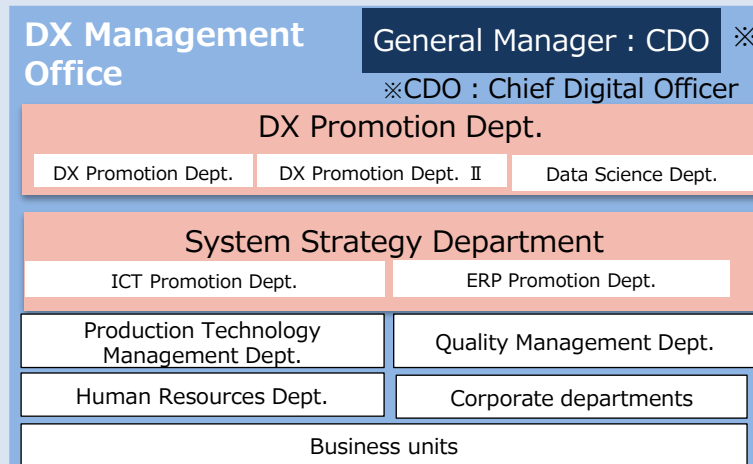 DX Management
Office
General Manager : CDO ※
※CDO : Chief Digital Officer
DX Promotion Dept.
DX Promotion Dept.
DX Promotion Dept. Ⅱ
Data Science Dept.
System Strategy Department
ICT Promotion Dept.
ERP Promotion Dept.
Production Technology
Management Dept.
Quality Management Dept.
Human Resources Dept.
Corporate departments
Business units